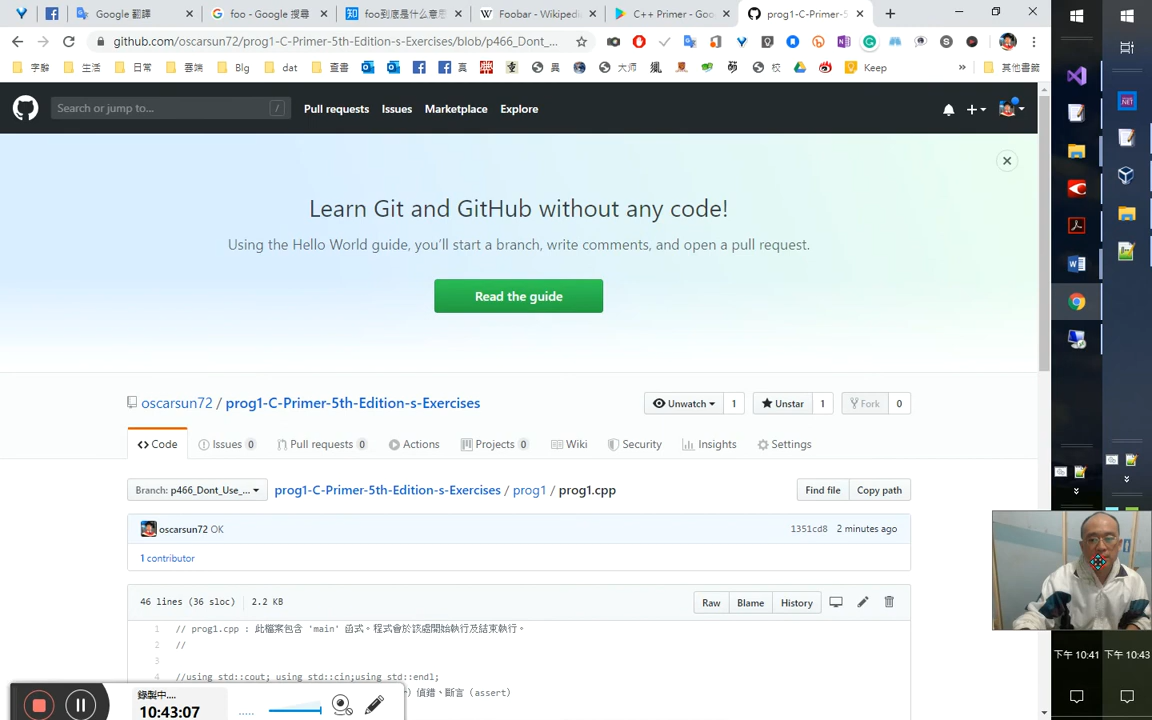 Google 翻譯
foo - Google 搜尋
foo到底是什么意思
Foobar - Wikipedi
C++ Primer - Goo
prog1-C-Primer-5
github.com/oscarsun72/prog1-C-Primer-5th-Edition-s-Exercises/blob/p466_Dont_...
字辭
生活
日常
雲端
Blg
dat
查書
真
異
大师
校
Keep
»
其他書籤
Search or jump to...
/
Pull requests
Issues
Marketplace
Explore
Learn Git and GitHub without any code!
Using the Hello World guide, you'll start a branch, write comments, and open a pull request.
Read the guide
oscarsun72 / prog1-C-Primer-5th-Edition-s-Exercises
Unwatch
1
Unstar
1
Fork
0
Code
Issues 0
Pull requests 0
Actions
Projects 0
Wiki
Security
Insights
Settings
Branch: p466_Dont_Use_...
prog1-C-Primer-5th-Edition-s-Exercises / prog1 / prog1.cpp
Find file
Copy path
oscarsun72 OK
1351cd8
2 minutes ago
1 contributor
46 lines (36 sloc)
2.2 KB
Raw
Blame
History
1 // prog1.cpp : 此檔案包含 'main' 函式。程式會於該處開始執行及結束執行。
2 //
3
4 //using std::cout; using std::cin;using std::endl;
偵錯、斷言 (assert)
錄製中....
10:43:07
下午 10:41
下午 10:43